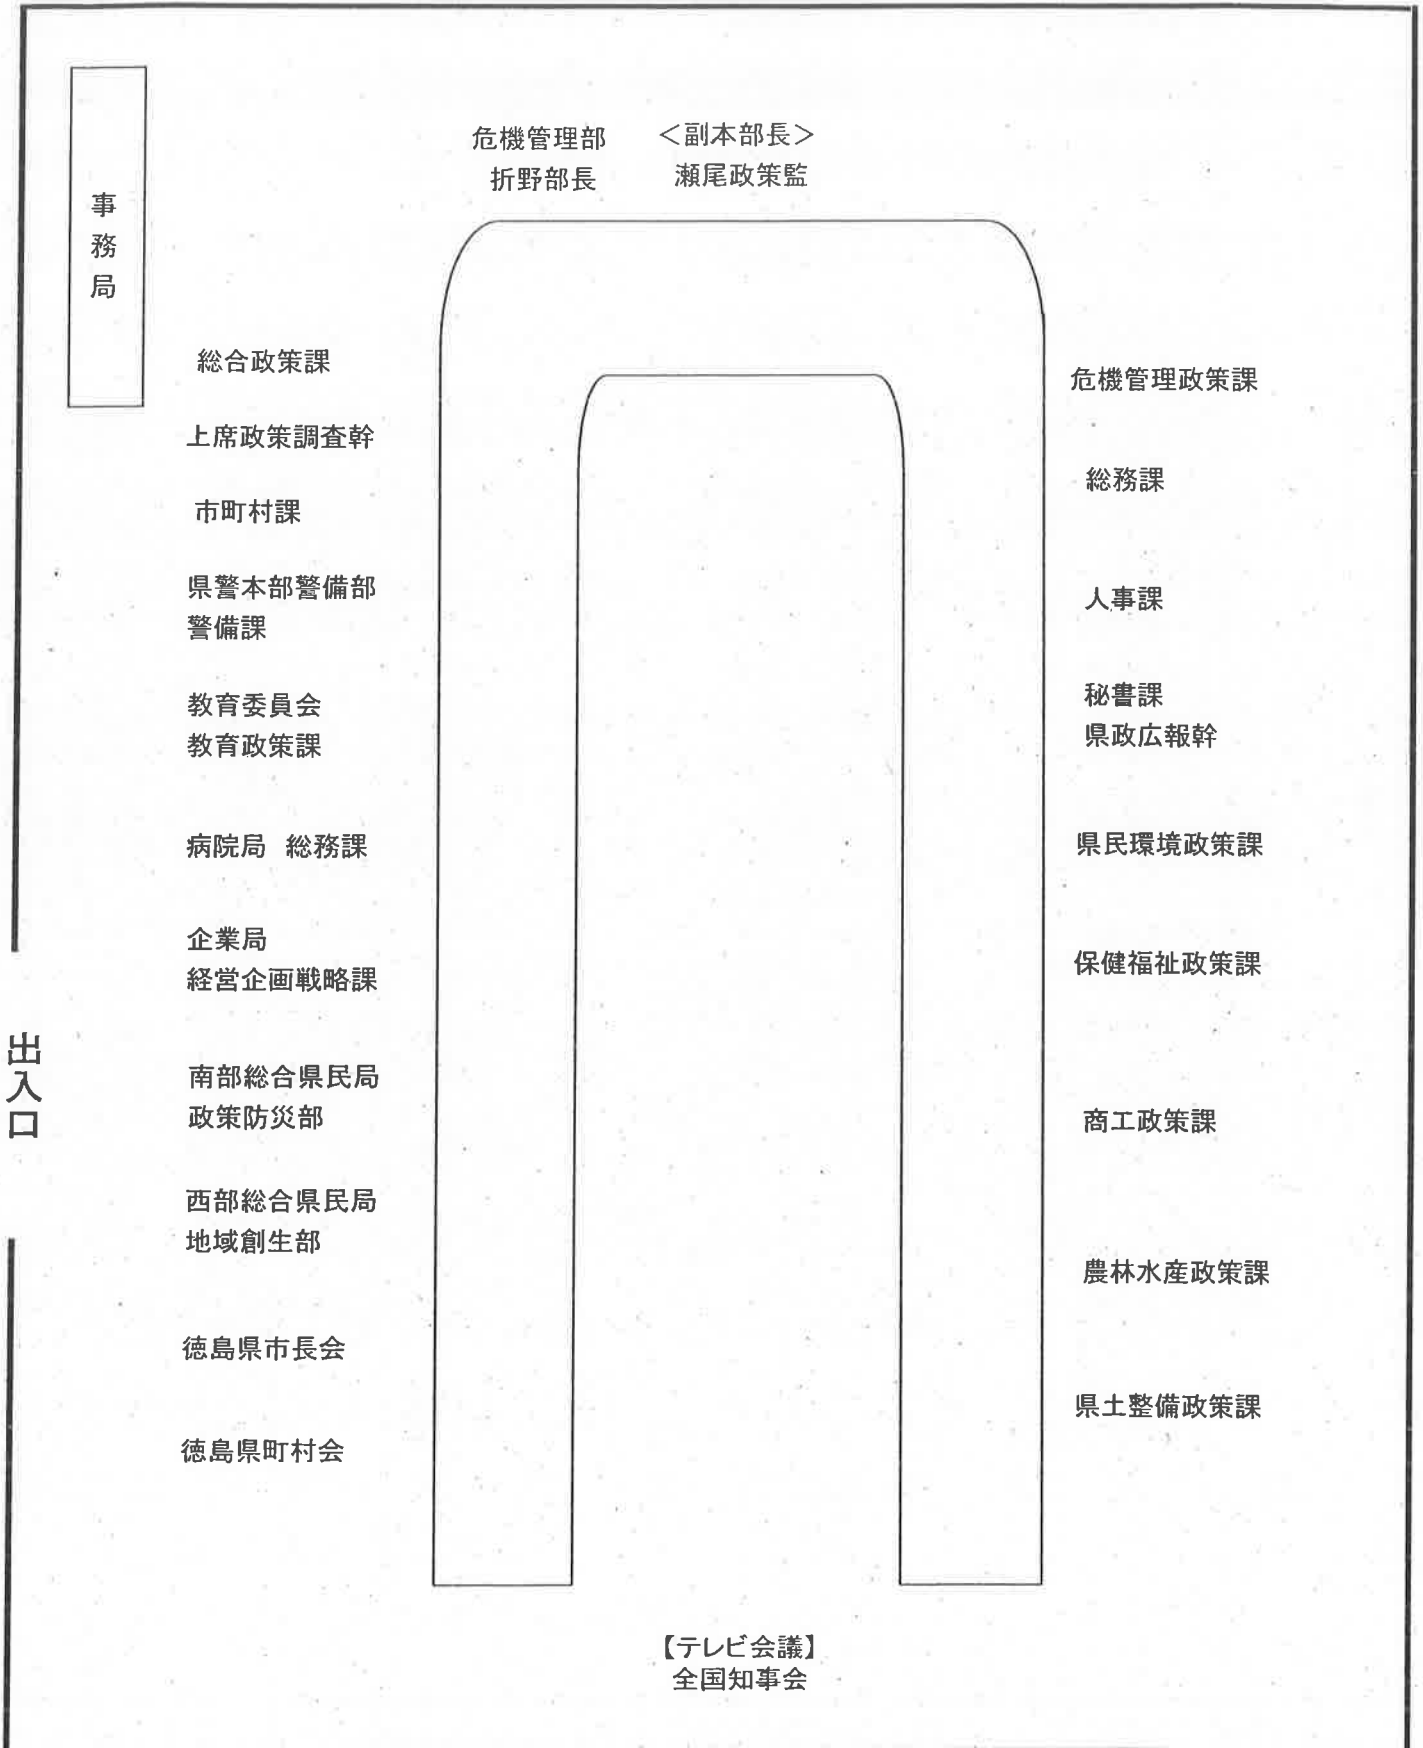 危機管理部 <副本部長>
折野部長 瀬尾政策監
事務局
総合政策課
上席政策調査幹
市町村課
県警本部警備部
警備課
教育委員会
教育政策課
病院局 総務課
企業局
経営企画戦略課
南部総合県民局
政策防災部
西部総合県民局
地域創生部
徳島県市長会
徳島県町村会
危機管理政策課
総務課
人事課
秘書課
県政広報幹
県民環境政策課
保健福祉政策課
商工政策課
農林水産政策課
県土整備政策課
出入口
【テレビ会議】
全国知事会